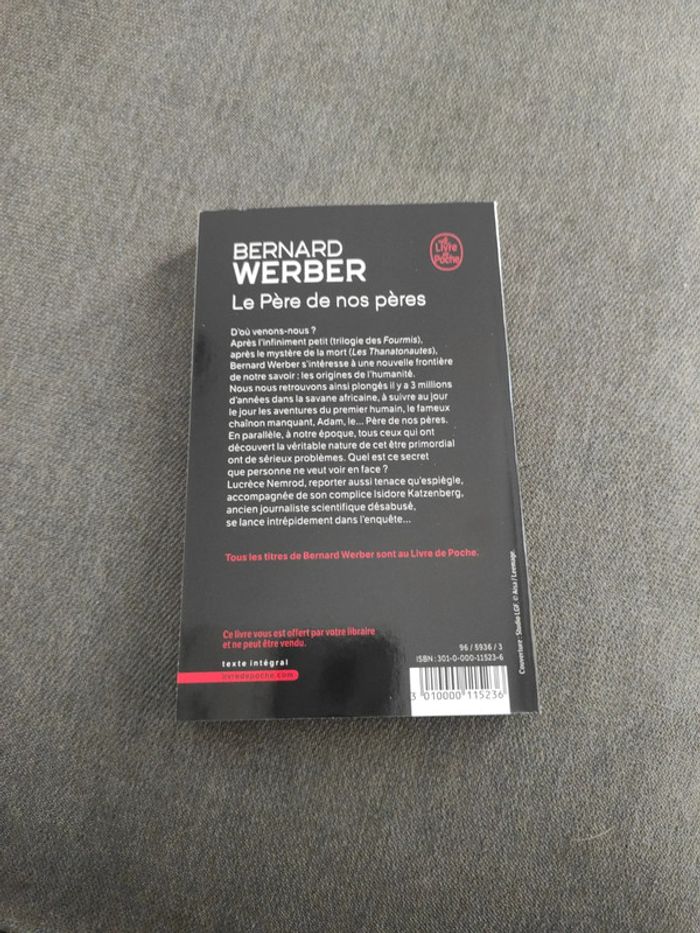 BERNARD
WERBER
Le Livre de Poche
Le Père de nos pères
D'où venons-nous ?
Après l'infiniment petit (trilogie des Fourmis),
après le mystère de la mort (Les Thanatonautes),
Bernard Werber s'intéresse à une nouvelle frontière
de notre savoir : les origines de l'humanité.
Nous nous retrouvons ainsi plongés il y a 3 millions
d'années dans la savane africaine, à suivre au jour
le jour les aventures du premier humain, le fameux
chaînon manquant, Adam, le... Père de nos pères.
En parallèle, à notre époque, tous ceux qui ont
découvert la véritable nature de cet être primordial
ont de sérieux problèmes. Quel est ce secret
que personne ne veut voir en face ?
Lucrèce Nemrod, reporter aussi tenace qu'espiègle,
accompagnée de son complice Isidore Katzenberg,
ancien journaliste scientifique désabusé,
se lance intrépidement dans l'enquête...
Tous les titres de Bernard Werber sont au Livre de Poche.
Ce livre vous est offert par votre libraire
et ne peut être vendu.
texte intégral
livredepoche.com
96 / 5936 / 3
ISBN : 301-0-000-11523-6
3 010000 115236
Couverture : Studio LGF. © Aisa / Leemage.